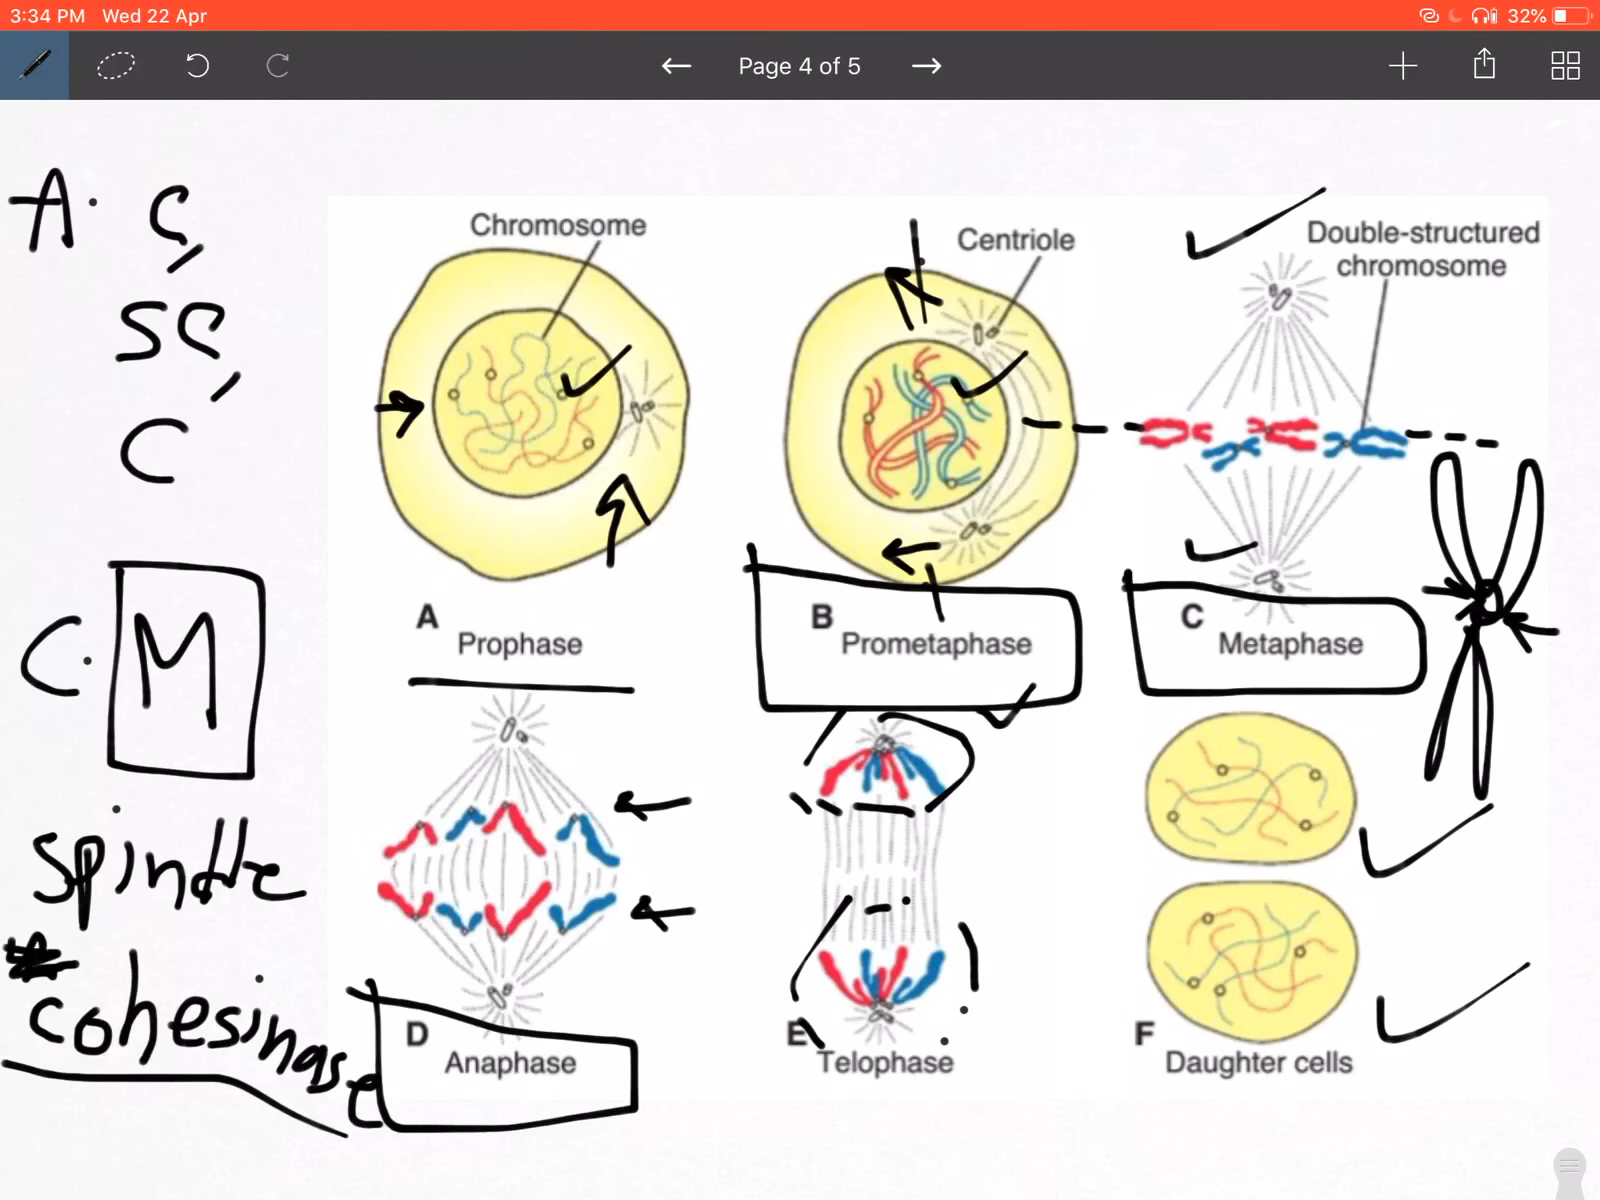 3:34 PM Wed 22 Apr
32%
Page 4 of 5
A. C,
SC,
C
C. M
Spindle
cohesinase
Chromosome
Centriole
Double-structured
chromosome
A
Prophase
B
Prometaphase
C
Metaphase
D
Anaphase
E
Telophase
F
Daughter cells